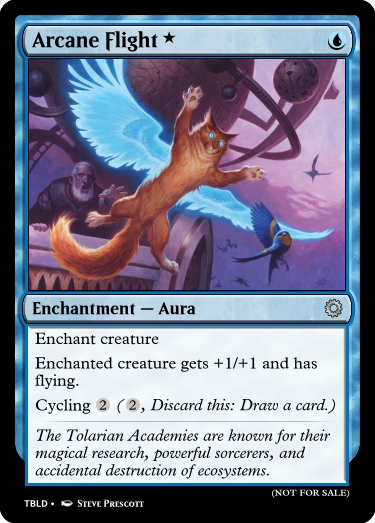 Arcane Flight ★
Enchantment — Aura
Enchant creature
Enchanted creature gets +1/+1 and has
flying.
Cycling 2 (2, Discard this: Draw a card.)
The Tolarian Academies are known for their
magical research, powerful sorcerers, and
accidental destruction of ecosystems.
(NOT FOR SALE)
TBLD • Steve Prescott